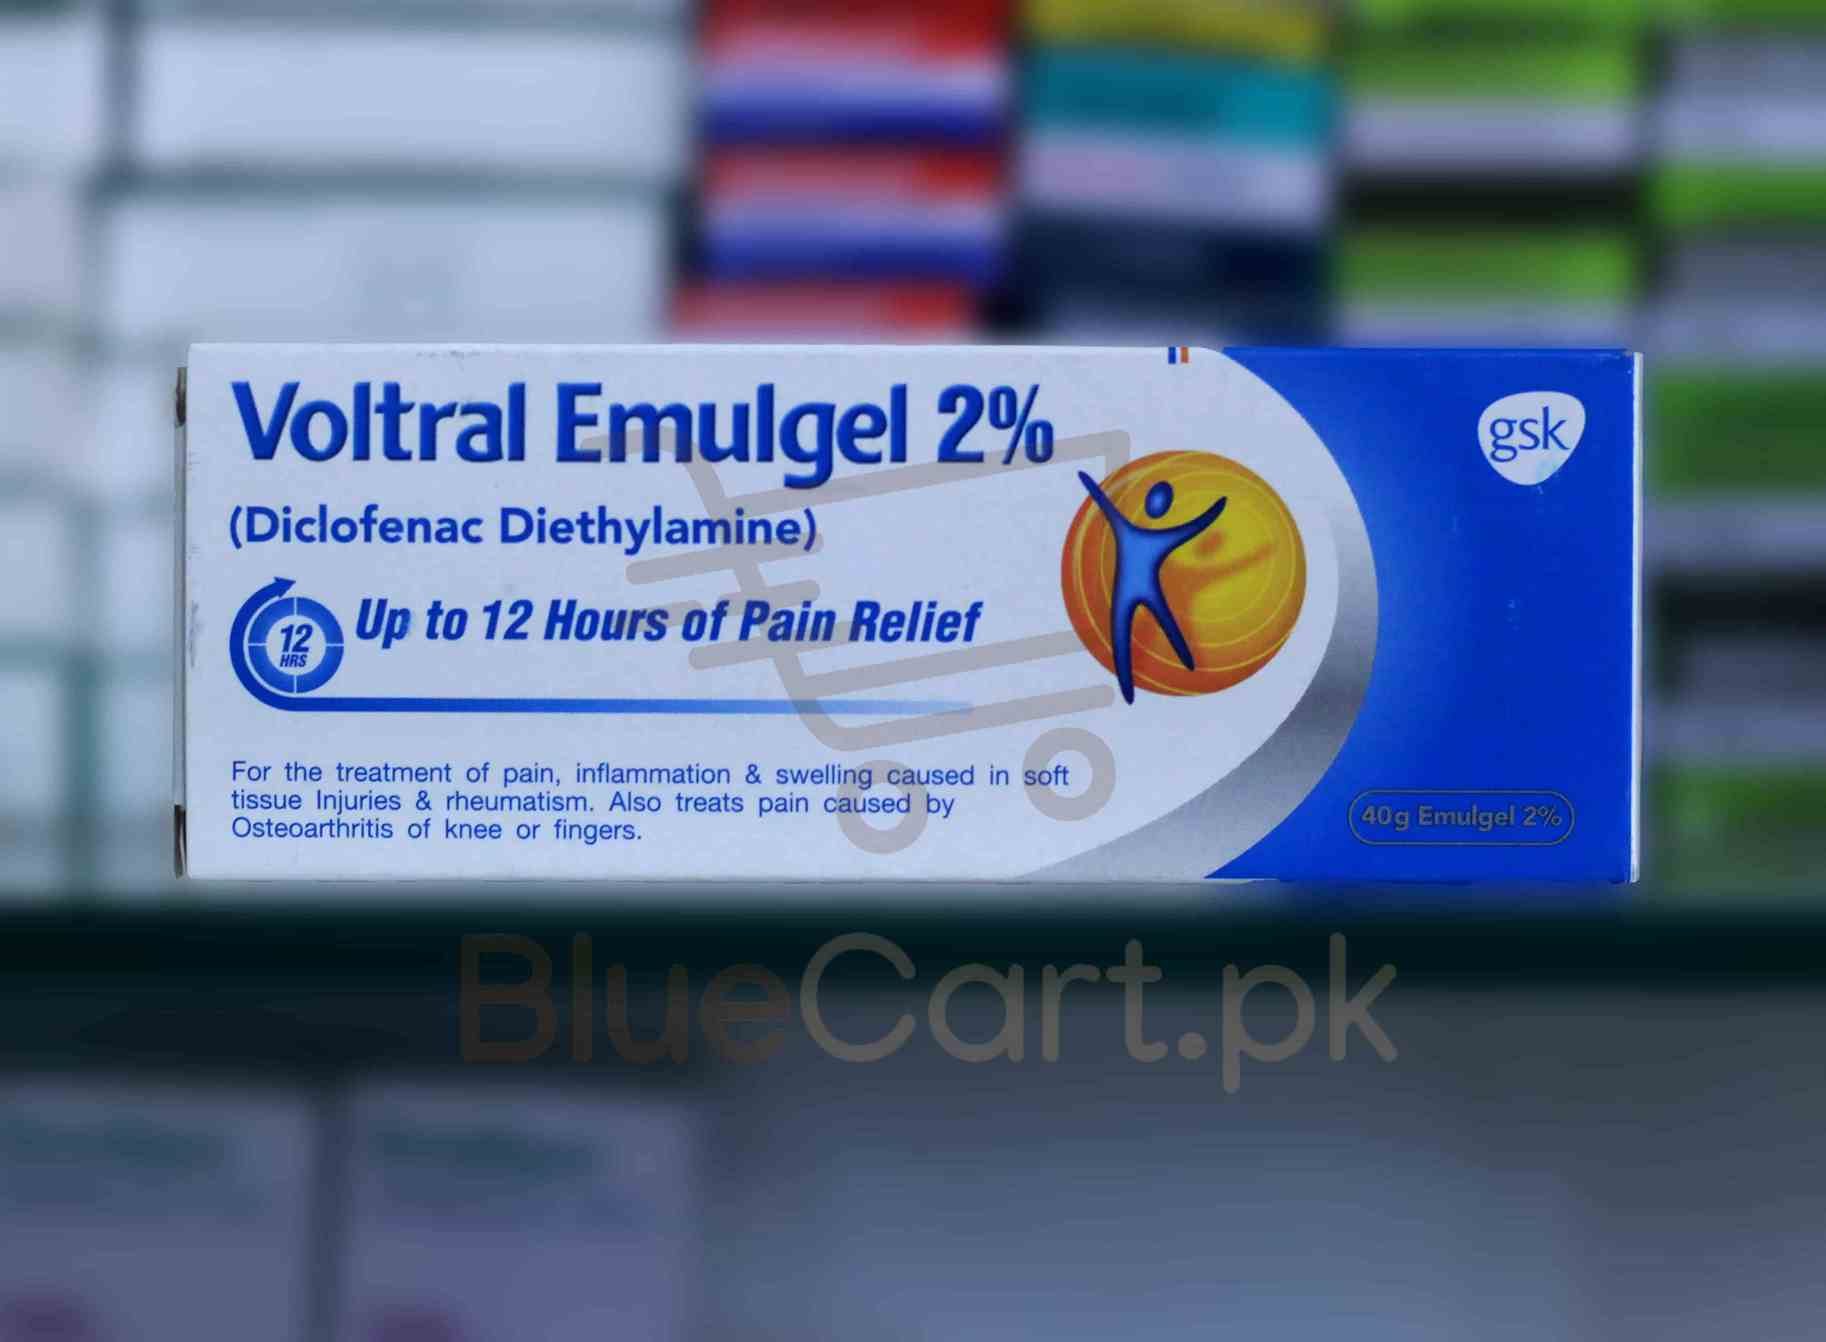 Voltral Emulgel 2%
gsk
(Diclofenac Diethylamine)
12
HRS
Up to 12 Hours of Pain Relief
For the treatment of pain, inflammation & swelling caused in soft
tissue Injuries & rheumatism. Also treats pain caused by
Osteoarthritis of knee or fingers.
40g Emulgel 2%
BlueCart.pk